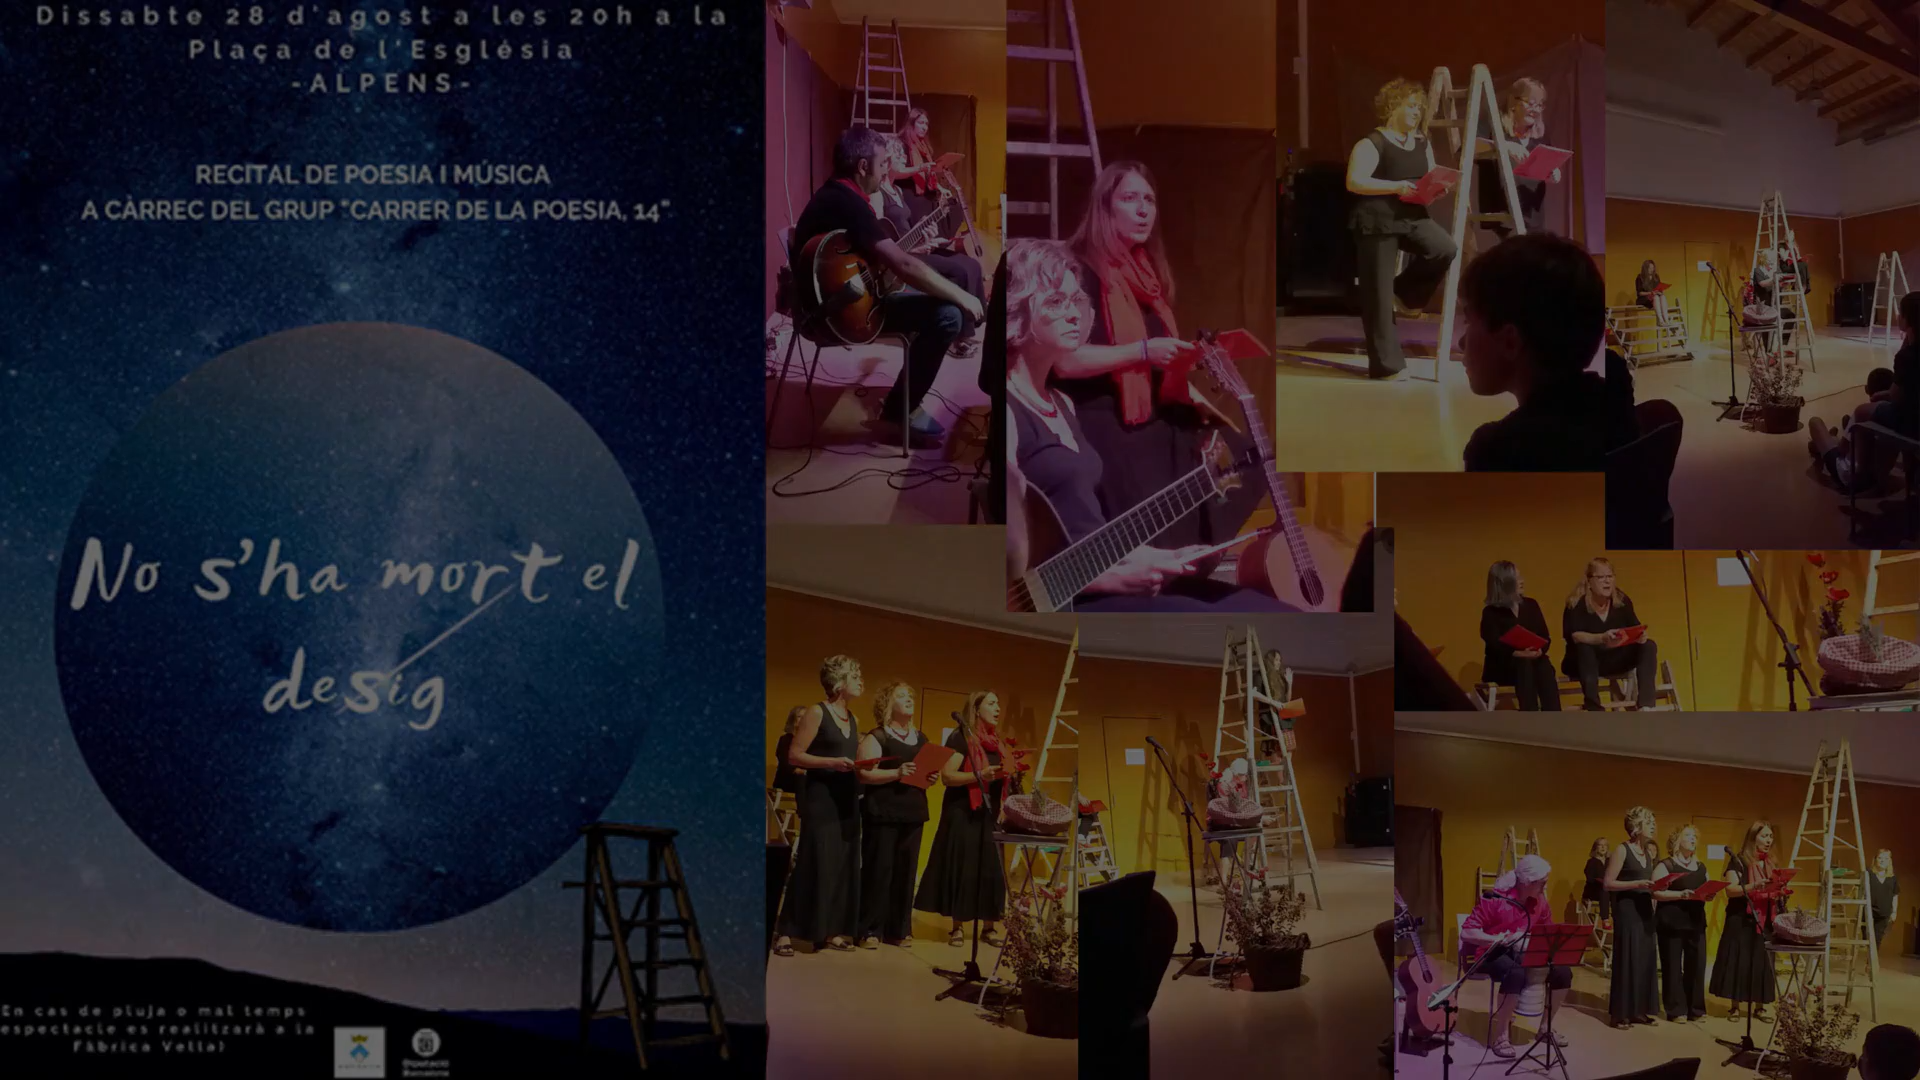 Dissabte 28 d'agost a les 20h a la
Plaça de l'Església
-ALPENS-
RECITAL DE POESIA I MÚSICA
A CÀRREC DEL GRUP "CARRER DE LA POESIA, 14"
No s'ha mort el
desig
En cas de pluja o mal temps
espectacle es realitzarà a la
Fàbrica Vella)
Diputació
Barcelona